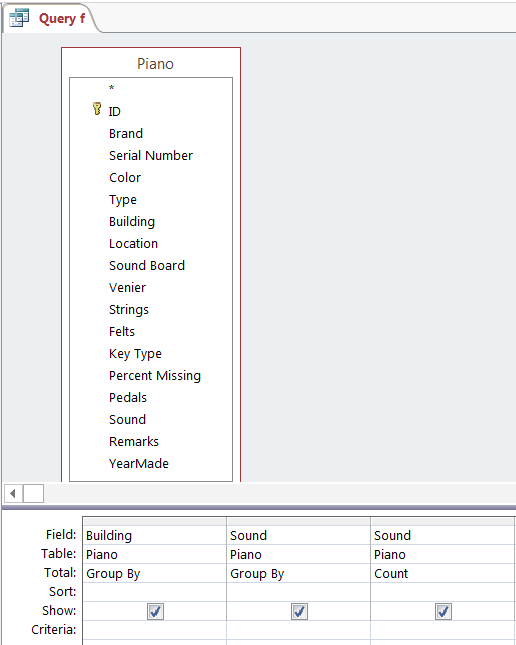 Query f
Piano
*
ID
Brand
Serial Number
Color
Type
Building
Location
Sound Board
Venier
Strings
Felts
Key Type
Percent Missing
Pedals
Sound
Remarks
YearMade
Field: Building Sound Sound
Table: Piano Piano Piano
Total: Group By Group By Count
Sort:
Show:
Criteria: